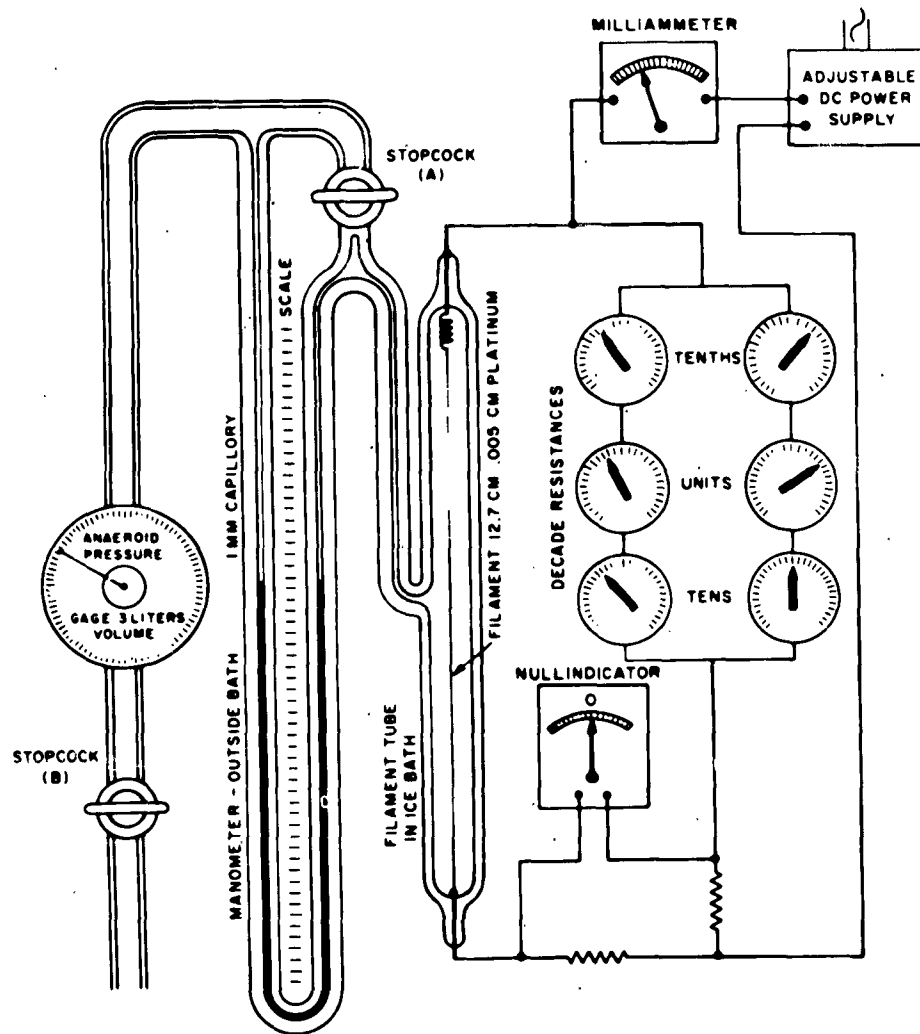 MILLIAMMETER
ADJUSTABLE
DC POWER
SUPPLY
STOPCOCK
(A)
SCALE
1 MM CAPILLORY
MANOMETER - OUTSIDE BATH
FILAMENT 12.7 CM .005 CM PLATINUM
FILAMENT TUBE
IN ICE BATH
DECADE RESISTANCES
TENTHS
UNITS
TENS
ANAEROID
PRESSURE
GAGE 3 LITERS
VOLUME
NULLINDICATOR
O
STOPCOCK
(B)